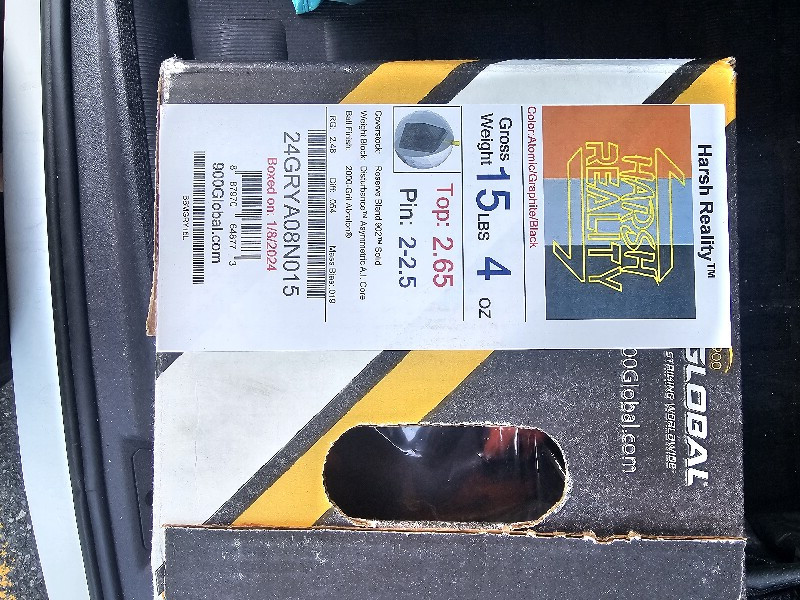 Harsh Reality™
HARSH
REALITY
Color:Atomic/Graphite/Black
Gross
Weight 15 LBS 4 OZ
Top: 2.65
Pin: 2-2.5
Coverstock: Reserve Blend 902™ Solid
Weight Block: Disturbance™ Asymmetric A.I. Core
Ball Finish: 2000-Grit Abralon®
RG: 2.48 Diff: .054 Mass Bias: .019
24GRYA08N015
Boxed on: 1/8/2024
900Global.com
900
GLOBAL
STRIKING WORLDWIDE
900Global.com